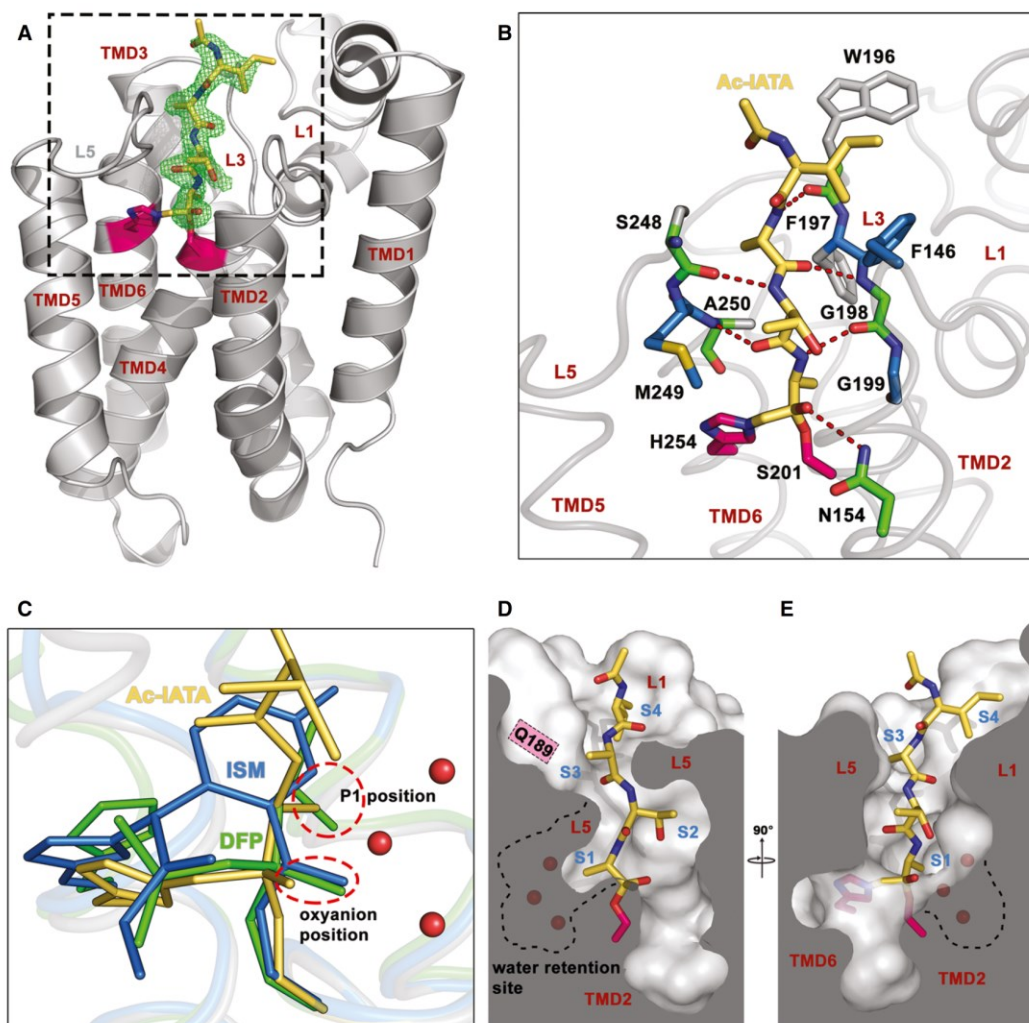 A
TMD3
L1
L5
L3
TMD1
TMD5
TMD6
TMD2
TMD4
B
W196
Ac-IATA
S248
F197
L3
F146
L1
A250
G198
L5
M249
G199
H254
S201
TMD2
TMD5
TMD6
N154
C
Ac-IATA
ISM
P1 position
DFP
oxyanion
position
D
L1
S4
Q189
S3
L5
L5
S2
S1
water retention
site
TMD2
90°
E
S3
S4
L5
L1
S1
TMD6
TMD2